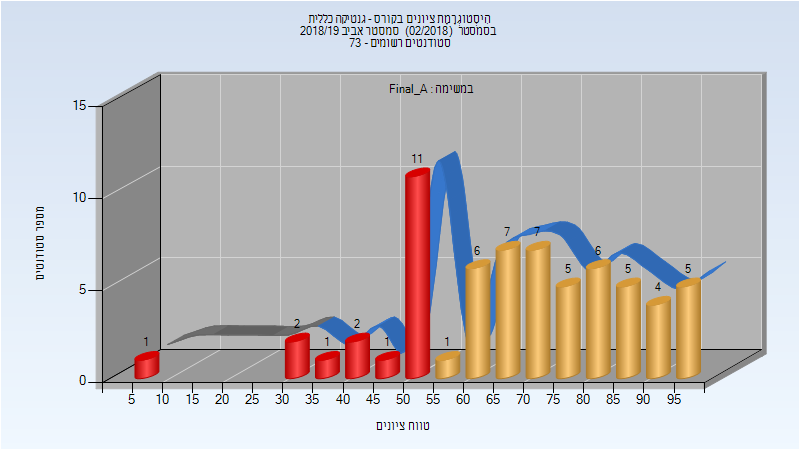 היסטוגרמת ציונים בקורס - גנטיקה כללית
בסמסטר (02/2018) סמסטר אביב 2018/19
סטודנטים רשומים - 73
במשימה : Final_A
מספר סטודנטים
15
10
5
0
1
2
1
2
1
11
1
6
7
7
5
6
5
4
5
5 10 15 20 25 30 35 40 45 50 55 60 65 70 75 80 85 90 95
טווח ציונים